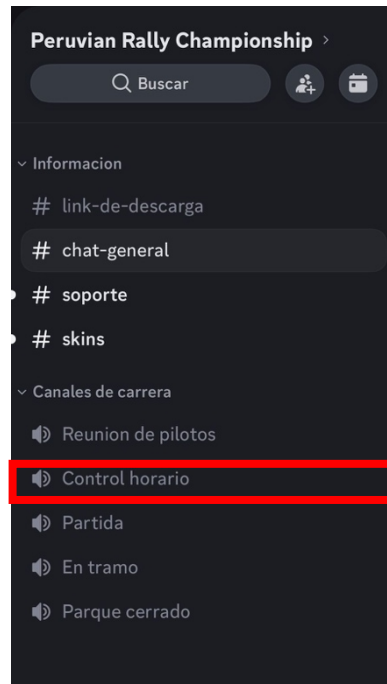 Peruvian Rally Championship
Buscar
Informacion
# link-de-descarga
# chat-general
# soporte
# skins
Canales de carrera
Reunion de pilotos
Control horario
Partida
En tramo
Parque cerrado